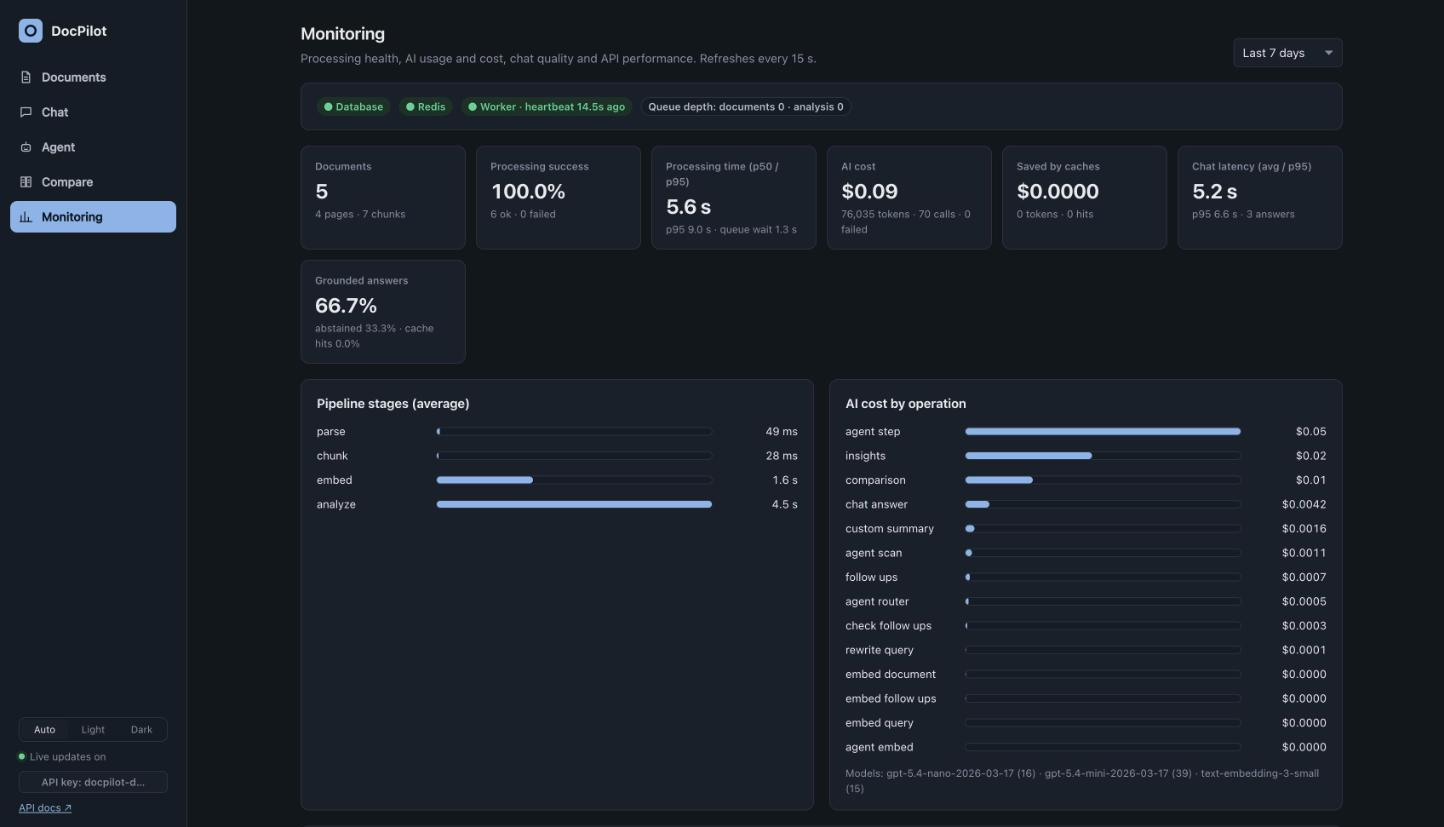 DocPilot
Documents
Chat
Agent
Compare
Monitoring
Auto Light Dark
Live updates on
API key: docpilot-d...
API docs ↗
Monitoring
Processing health, AI usage and cost, chat quality and API performance. Refreshes every 15 s.
Last 7 days
Database Redis Worker · heartbeat 14.5s ago Queue depth: documents 0 · analysis 0
Documents
5
4 pages · 7 chunks
Processing success
100.0%
6 ok · 0 failed
Processing time (p50 /
p95)
5.6 s
p95 9.0 s · queue wait 1.3 s
AI cost
$0.09
76,035 tokens · 70 calls · 0
failed
Saved by caches
$0.0000
0 tokens · 0 hits
Chat latency (avg / p95)
5.2 s
p95 6.6 s · 3 answers
Grounded answers
66.7%
abstained 33.3% · cache
hits 0.0%
Pipeline stages (average)
parse 49 ms
chunk 28 ms
embed 1.6 s
analyze 4.5 s
AI cost by operation
agent step $0.05
insights $0.02
comparison $0.01
chat answer $0.0042
custom summary $0.0016
agent scan $0.0011
follow ups $0.0007
agent router $0.0005
check follow ups $0.0003
rewrite query $0.0001
embed document $0.0000
embed follow ups $0.0000
embed query $0.0000
agent embed $0.0000
Models: gpt-5.4-nano-2026-03-17 (16) · gpt-5.4-mini-2026-03-17 (39) · text-embedding-3-small
(15)